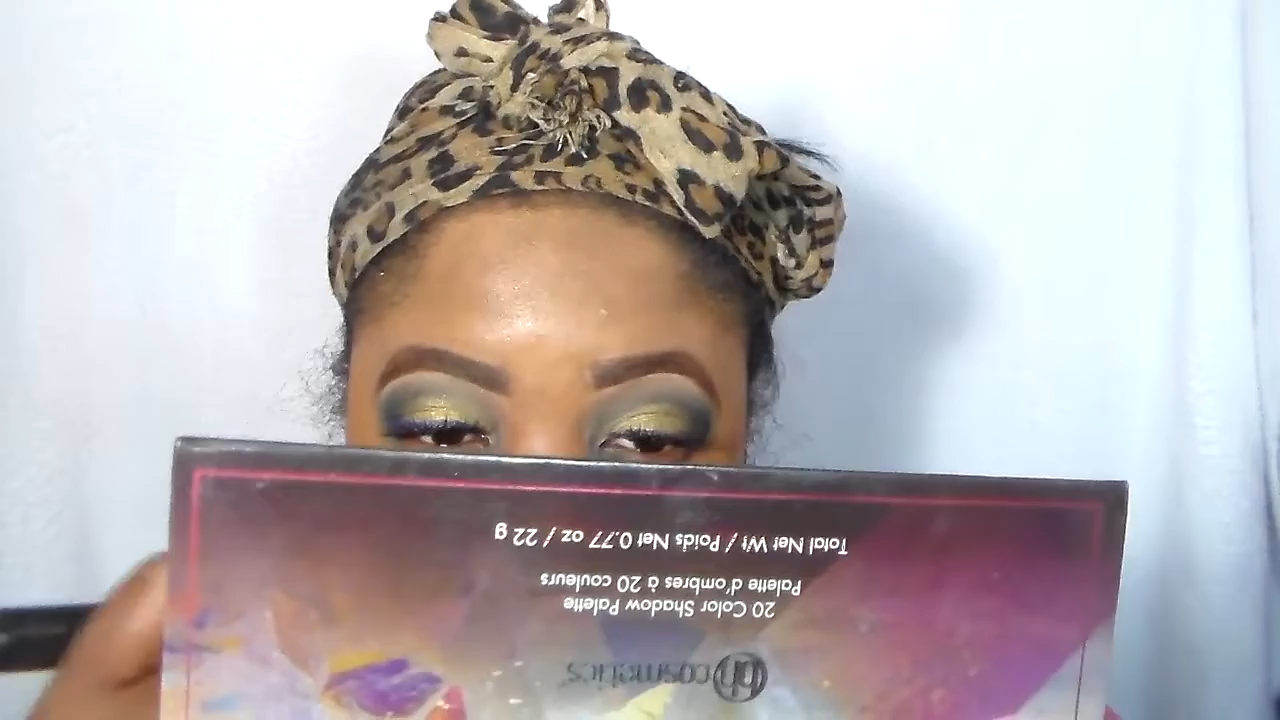 bh cosmetics
20 Color Shadow Palette
Palette d'ombres à 20 couleurs
Total Net Wt / Poids Net 0.77 oz / 22 g